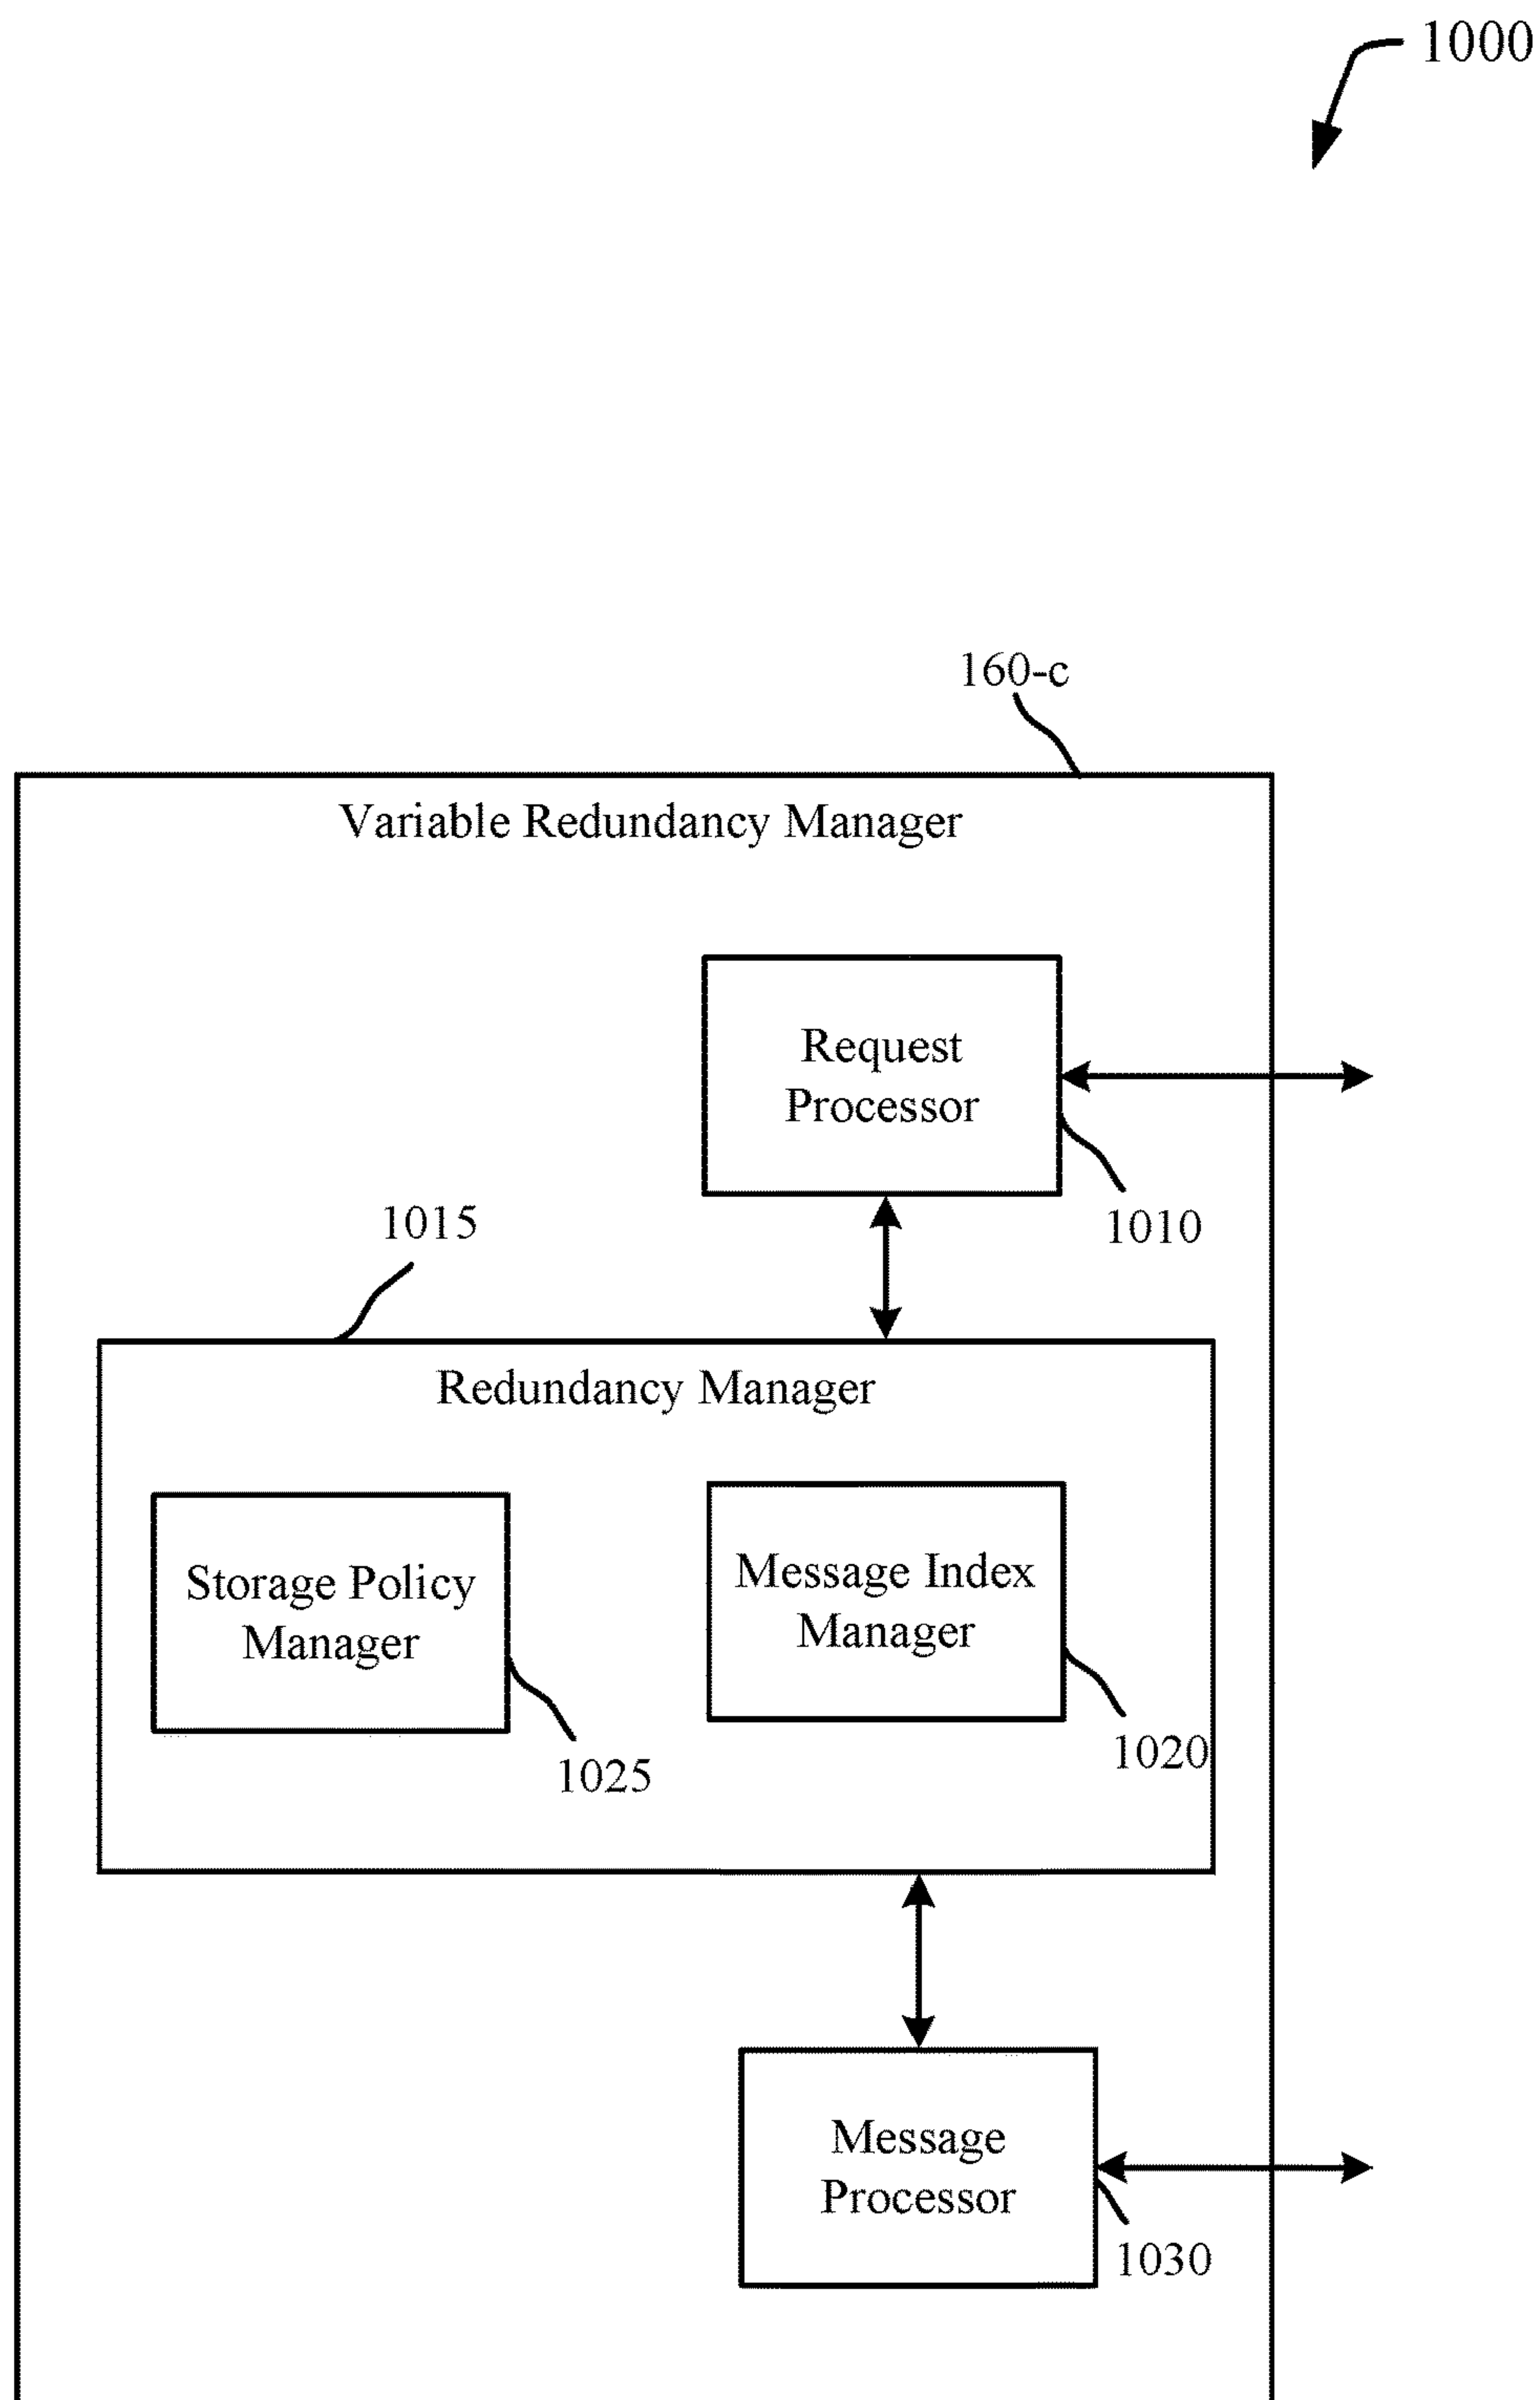 1000
160-c
Variable Redundancy Manager
Request
Processor
1010
1015
Redundancy Manager
Storage Policy
Manager
1025
Message Index
Manager
1020
Message
Processor
1030